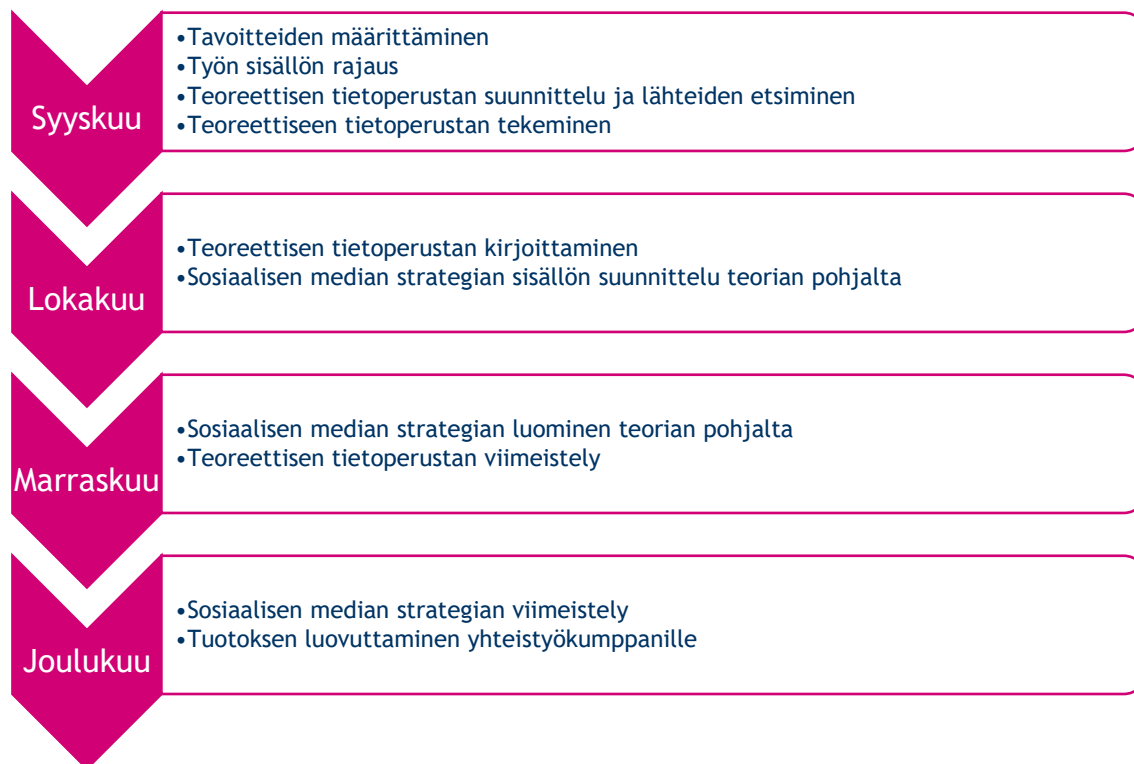 Syyskuu
•Tavoitteiden määrittäminen
•Työn sisällön rajaus
•Teoreettisen tietoperustan suunnittelu ja lähteiden etsiminen
•Teoreettiseen tietoperustan tekeminen
Lokakuu
•Teoreettisen tietoperustan kirjoittaminen
•Sosiaalisen median strategian sisällön suunnittelu teorian pohjalta
Marraskuu
•Sosiaalisen median strategian luominen teorian pohjalta
•Teoreettisen tietoperustan viimeistely
Joulukuu
•Sosiaalisen median strategian viimeistely
•Tuotoksen luovuttaminen yhteistyökumppanille